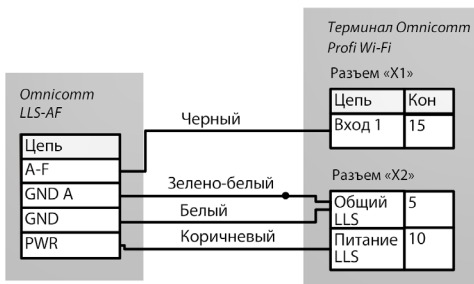 Терминал Omnicomm
Profi Wi-Fi
Разъем «X1»
Цепь Кон
Вход 1 15
Omnicomm
LLS-AF
Цепь
A-F
GND A
GND
PWR
Черный
Зелено-белый
Белый
Коричневый
Разъем «X2»
Общий 5
LLS
Питание 10
LLS